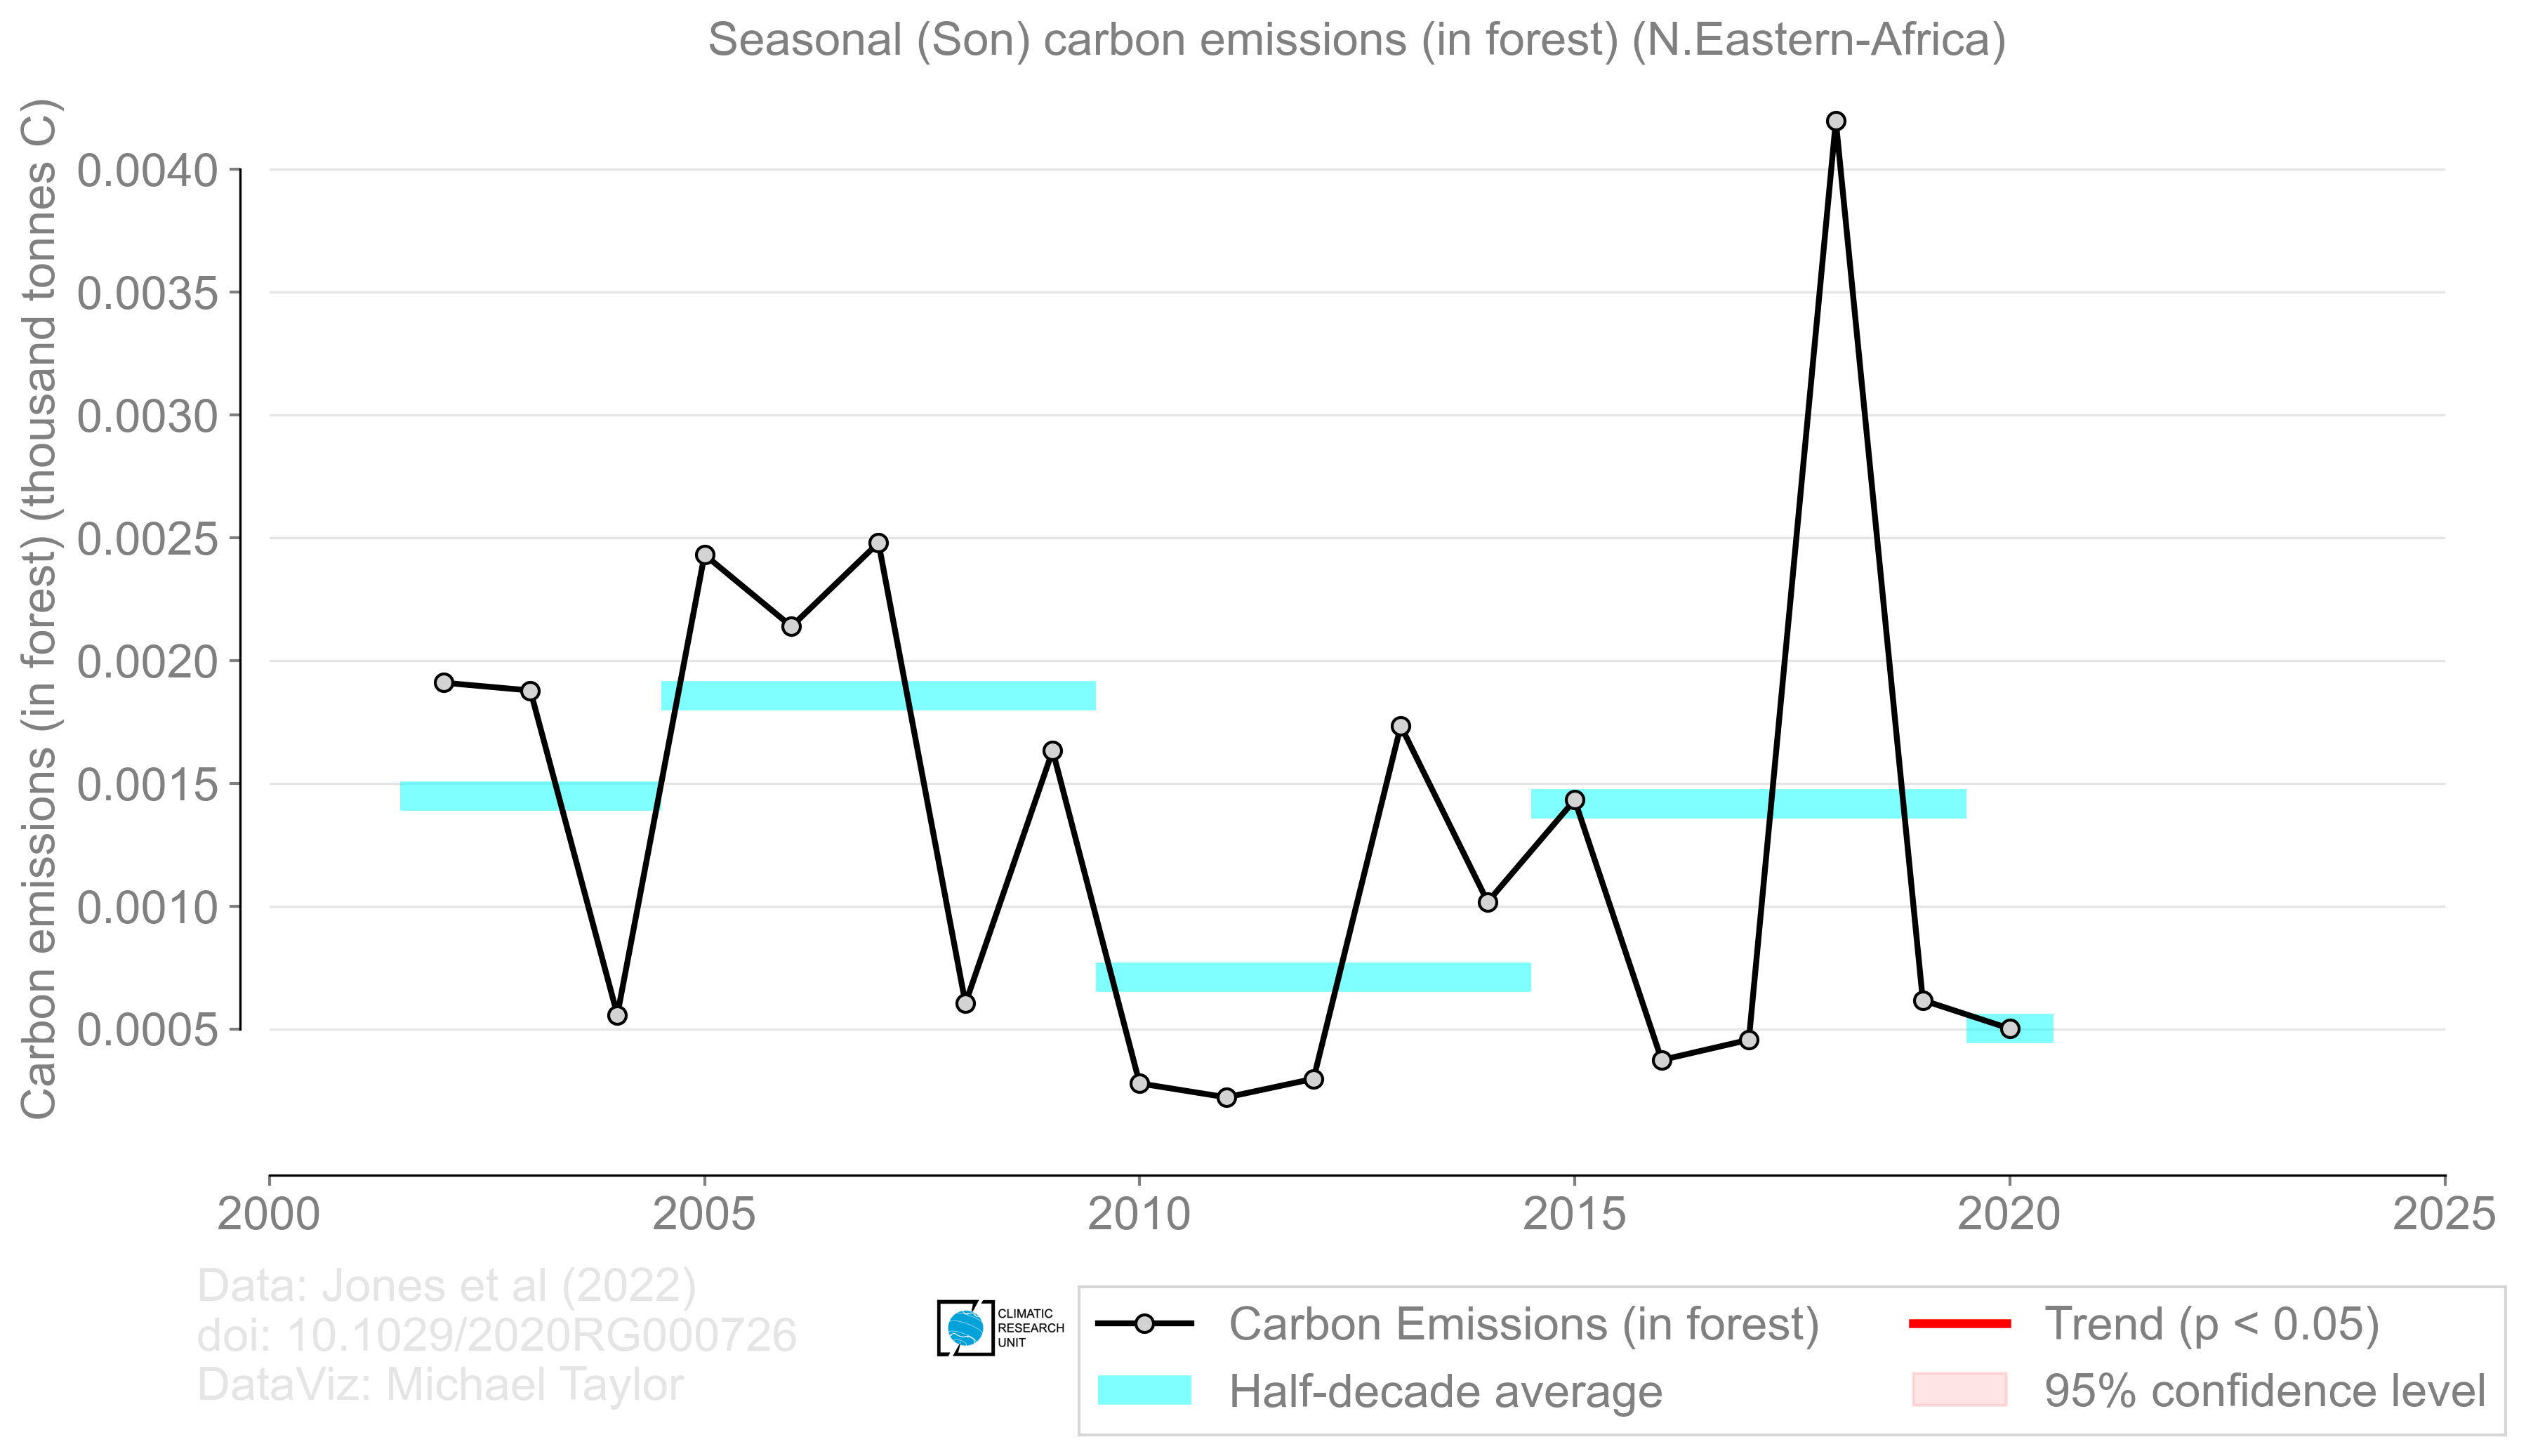 Seasonal (Son) carbon emissions (in forest) (N.Eastern-Africa)
Carbon emissions (in forest) (thousand tonnes C)
0.0040
0.0035
0.0030
0.0025
0.0020
0.0015
0.0010
0.0005
2000 2005 2010 2015 2020 2025
Data: Jones et al (2022)
doi: 10.1029/2020RG000726
DataViz: Michael Taylor
CLIMATIC
RESEARCH
UNIT
Carbon Emissions (in forest)
Half-decade average
Trend (p < 0.05)
95% confidence level